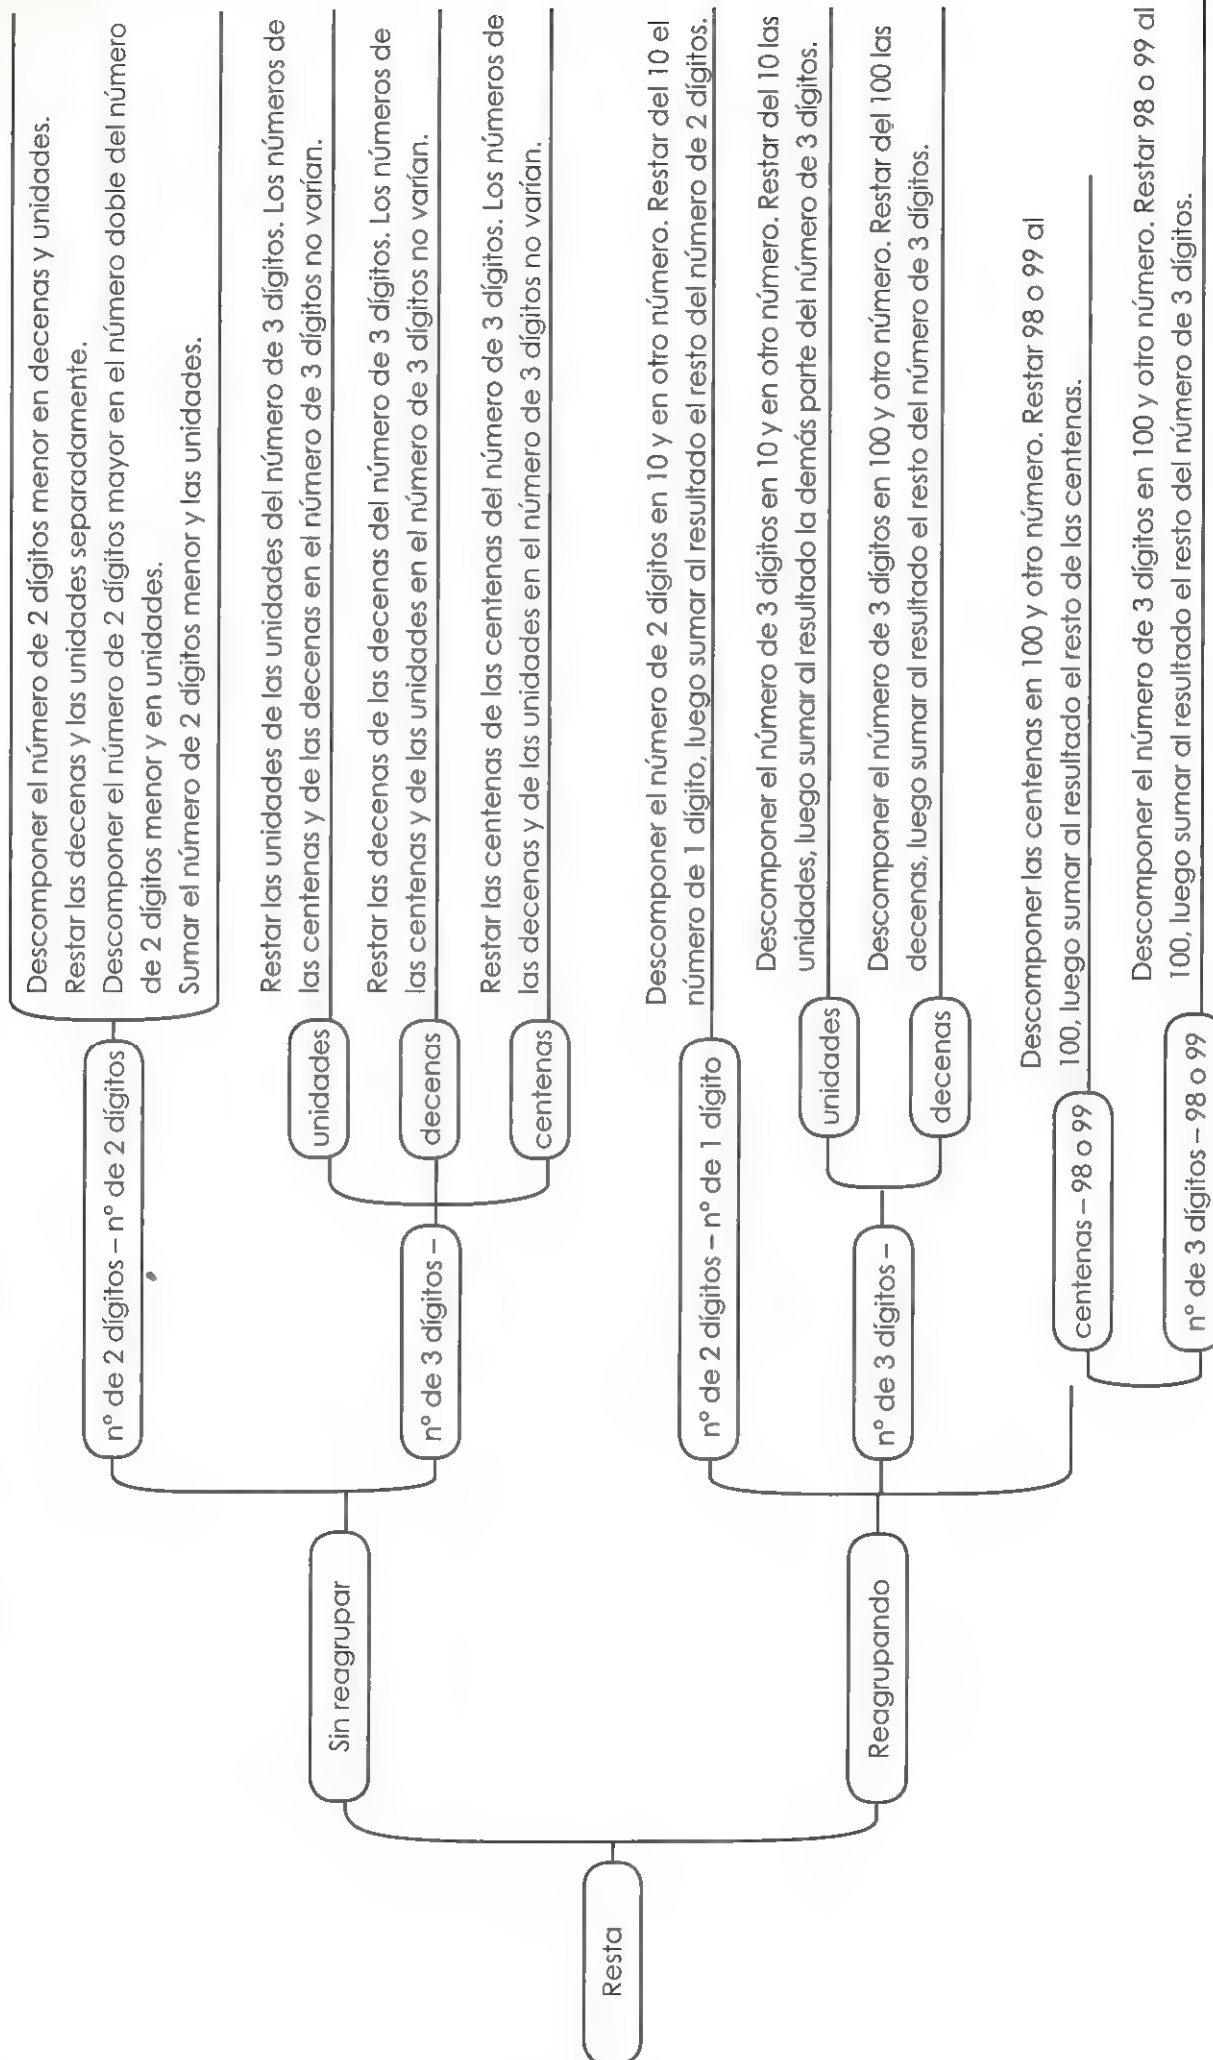 Resta
Sin reagrupar
nº de 2 dígitos – nº de 2 dígitos
Descomponer el número de 2 dígitos menor en decenas y unidades.
Restar las decenas y las unidades separadamente.
Descomponer el número de 2 dígitos mayor en el número doble del número
de 2 dígitos menor y en unidades.
Sumar el número de 2 dígitos menor y las unidades.
nº de 3 dígitos –
unidades
Restar las unidades de las unidades del número de 3 dígitos. Los números de
las centenas y de las decenas en el número de 3 dígitos no varían.
decenas
Restar las decenas de las decenas del número de 3 dígitos. Los números de
las centenas y de las unidades en el número de 3 dígitos no varían.
centenas
Restar las centenas de las centenas del número de 3 dígitos. Los números de
las decenas y de las unidades en el número de 3 dígitos no varían.
Reagrupando
nº de 2 dígitos – nº de 1 dígito
Descomponer el número de 2 dígitos en 10 y en otro número. Restar del 10 el
número de 1 dígito, luego sumar al resultado el resto del número de 2 dígitos.
nº de 3 dígitos –
unidades
Descomponer el número de 3 dígitos en 10 y en otro número. Restar del 10 las
unidades, luego sumar al resultado la demás parte del número de 3 dígitos.
decenas
Descomponer el número de 3 dígitos en 100 y otro número. Restar del 100 las
decenas, luego sumar al resultado el resto del número de 3 dígitos.
centenas – 98 o 99
Descomponer las centenas en 100 y otro número. Restar 98 o 99 al
100, luego sumar al resultado el resto de las centenas.
nº de 3 dígitos – 98 o 99
Descomponer el número de 3 dígitos en 100 y otro número. Restar 98 o 99 al
100, luego sumar al resultado el resto del número de 3 dígitos.